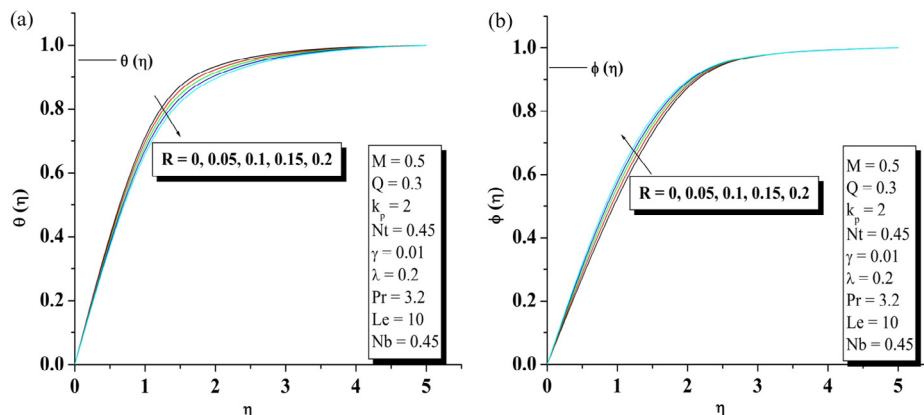 (a)
1.0
0.8
0.6
0.4
0.2
0.0
θ (η)
θ (η)
R = 0, 0.05, 0.1, 0.15, 0.2
M = 0.5
Q = 0.3
kp = 2
Nt = 0.45
γ = 0.01
λ = 0.2
Pr = 3.2
Le = 10
Nb = 0.45
0 1 2 3 4 5
η
(b)
1.0
0.8
0.6
0.4
0.2
0.0
ϕ (η)
ϕ (η)
R = 0, 0.05, 0.1, 0.15, 0.2
M = 0.5
Q = 0.3
kp = 2
Nt = 0.45
γ = 0.01
λ = 0.2
Pr = 3.2
Le = 10
Nb = 0.45
0 1 2 3 4 5
η